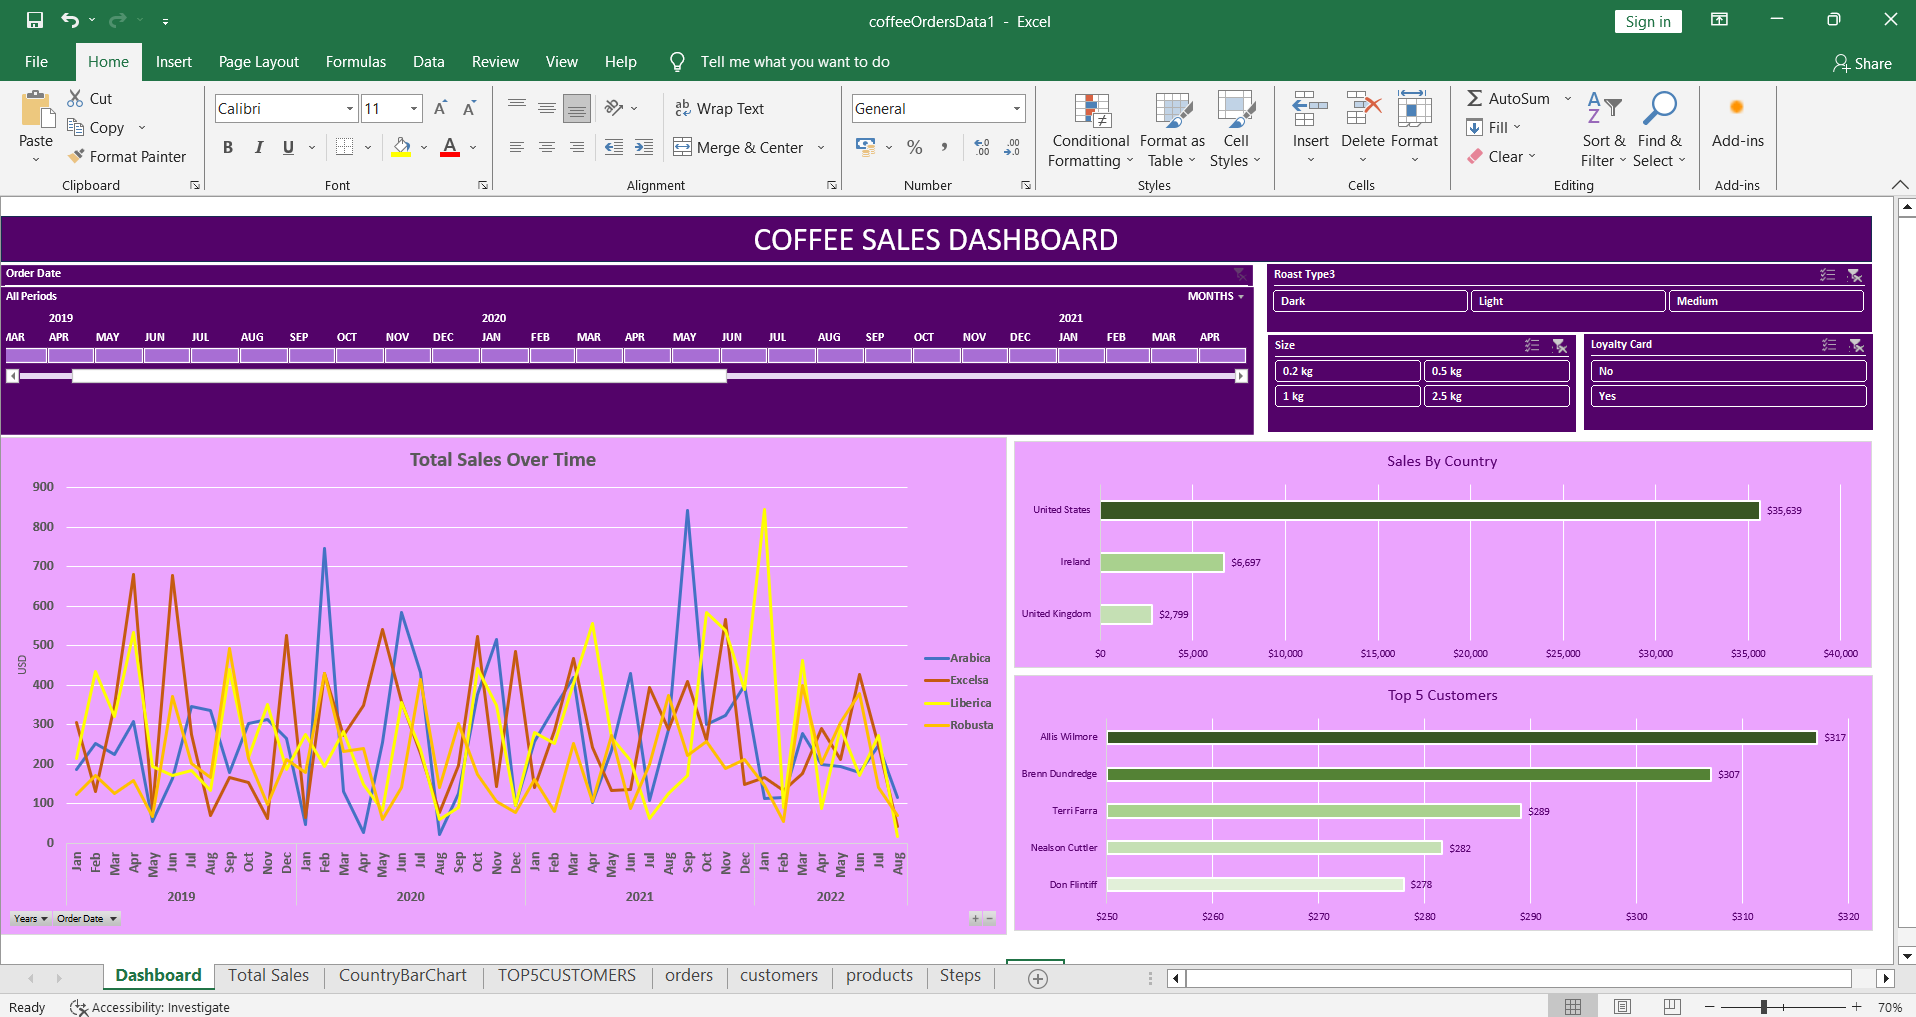 coffeeOrdersData1 - Excel
Sign in
File Home Insert Page Layout Formulas Data Review View Help Tell me what you want to do
Share
Paste
Cut
Copy
Format Painter
Clipboard
Calibri 11
B I U A
Font
ab Wrap Text
Merge & Center
Alignment
General
% ,
Number
Conditional Formatting
Format as Table
Cell Styles
Styles
Insert
Delete
Format
Cells
AutoSum
Fill
Clear
Sort & Filter
Find & Select
Editing
Add-ins
Add-ins
COFFEE SALES DASHBOARD
Order Date
All Periods MONTHS
2019 2020 2021
MAR APR MAY JUN JUL AUG SEP OCT NOV DEC JAN FEB MAR APR MAY JUN JUL AUG SEP OCT NOV DEC JAN FEB MAR APR
Roast Type3
Dark Light Medium
Size
0.2 kg 0.5 kg
1 kg 2.5 kg
Loyalty Card
No
Yes
Total Sales Over Time
900
800
700
600
500
400
300
200
100
0
USD
Jan Feb Mar Apr May Jun Jul Aug Sep Oct Nov Dec Jan Feb Mar Apr May Jun Jul Aug Sep Oct Nov Dec Jan Feb Mar Apr May Jun Jul Aug Sep Oct Nov Dec Jan Feb Mar Apr May Jun Jul Aug
2019 2020 2021 2022
Arabica
Excelsa
Liberica
Robusta
Years Order Date
Sales By Country
United States $35,639
Ireland $6,697
United Kingdom $2,799
$0 $5,000 $10,000 $15,000 $20,000 $25,000 $30,000 $35,000 $40,000
Top 5 Customers
Allis Wilmore $317
Brenn Dundredge $307
Terri Farra $289
Nealson Cuttler $282
Don Flintiff $278
$250 $260 $270 $280 $290 $300 $310 $320
Dashboard Total Sales CountryBarChart TOP5CUSTOMERS orders customers products Steps
Ready Accessibility: Investigate 70%